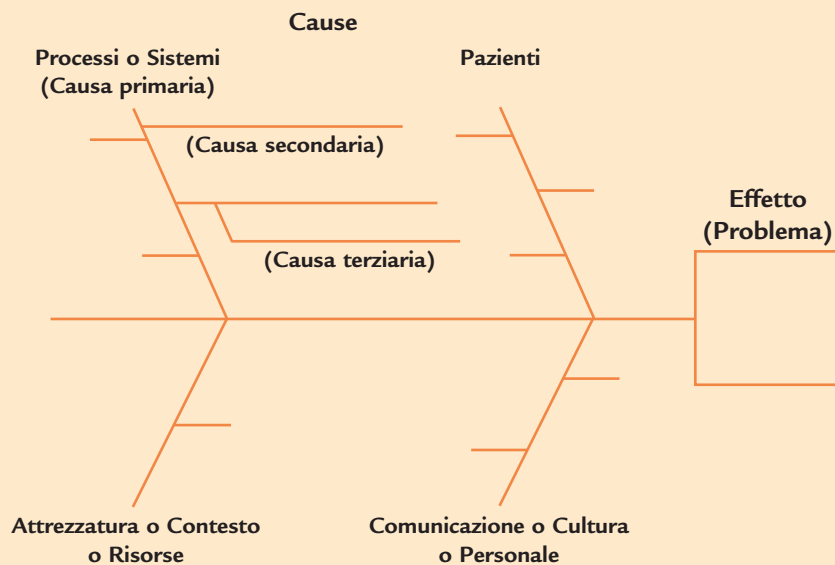 Cause
Processi o Sistemi
(Causa primaria)
Pazienti
(Causa secondaria)
Effetto
(Problema)
(Causa terziaria)
Attrezzatura o Contesto
o Risorse
Comunicazione o Cultura
o Personale